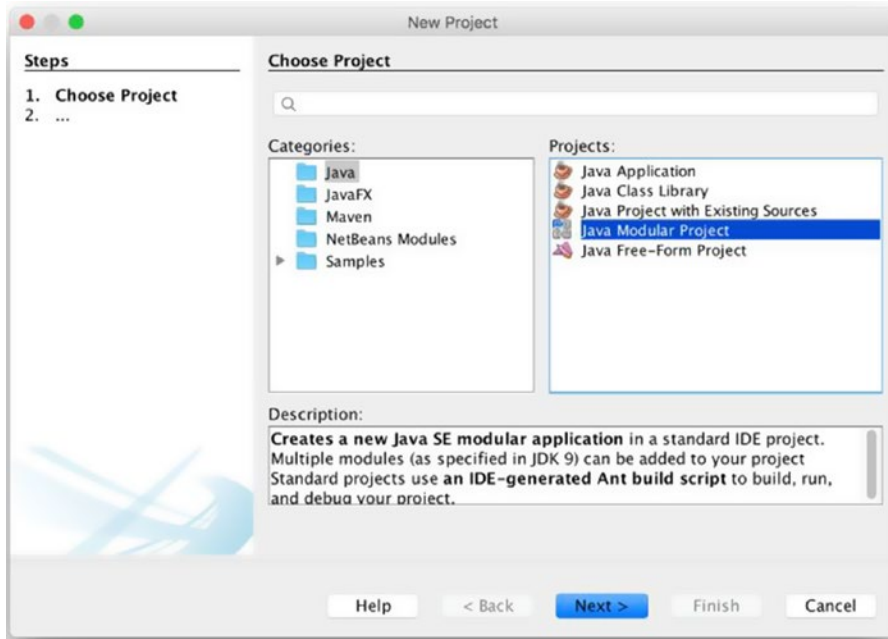 New Project
Steps
1. Choose Project
2. ...
Choose Project
Categories:
Java
JavaFX
Maven
NetBeans Modules
Samples
Projects:
Java Application
Java Class Library
Java Project with Existing Sources
Java Modular Project
Java Free-Form Project
Description:
Creates a new Java SE modular application in a standard IDE project.
Multiple modules (as specified in JDK 9) can be added to your project
Standard projects use an IDE-generated Ant build script to build, run,
and debug your project.
Help
< Back
Next >
Finish
Cancel